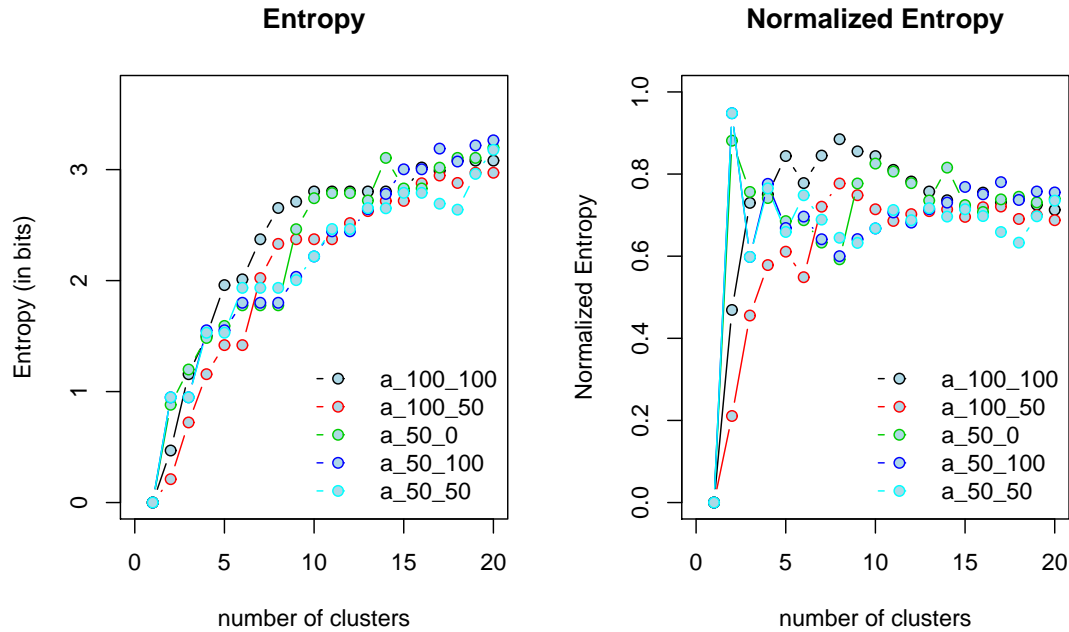 Entropy
Entropy (in bits)
3
2
1
0
a_100_100
a_100_50
a_50_0
a_50_100
a_50_50
0 5 10 15 20
number of clusters
Normalized Entropy
Normalized Entropy
1.0
0.8
0.6
0.4
0.2
0.0
a_100_100
a_100_50
a_50_0
a_50_100
a_50_50
0 5 10 15 20
number of clusters